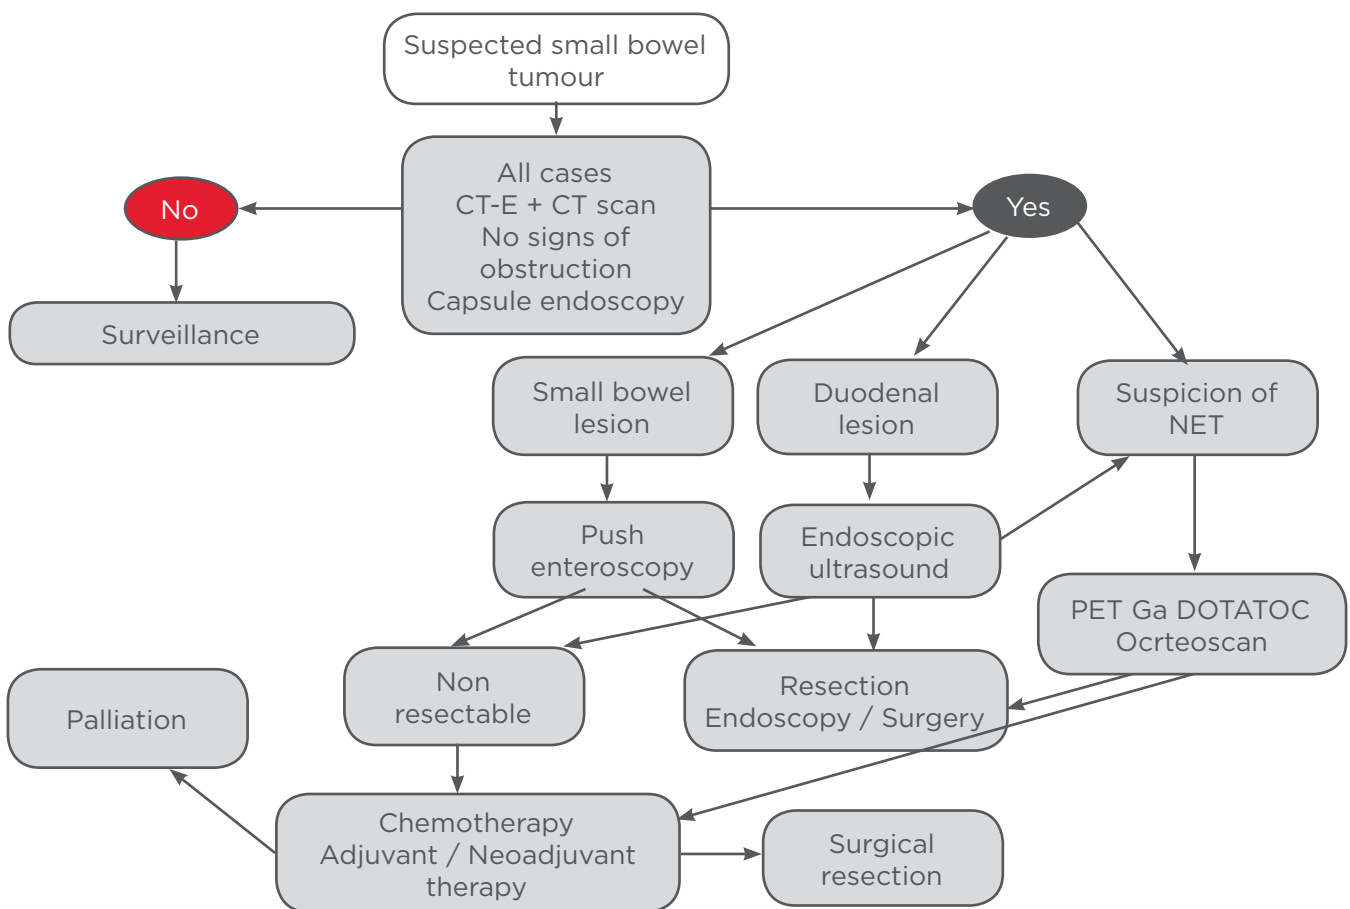 Suspected small bowel
tumour
All cases
CT-E + CT scan
No signs of
obstruction
Capsule endoscopy
No
Yes
Surveillance
Small bowel
lesion
Duodenal
lesion
Suspicion of
NET
Push
enteroscopy
Endoscopic
ultrasound
PET Ga DOTATOC
Ocrteoscan
Palliation
Non
resectable
Resection
Endoscopy / Surgery
Chemotherapy
Adjuvant / Neoadjuvant
therapy
Surgical
resection